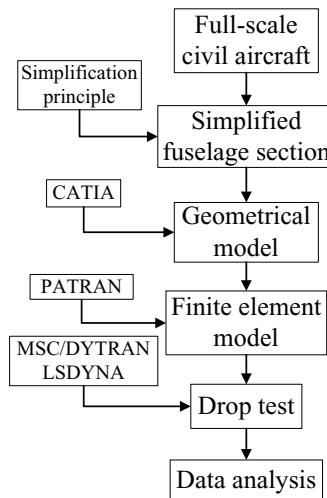 Full-scale
civil aircraft
Simplification
principle
Simplified
fuselage section
CATIA
Geometrical
model
PATRAN
Finite element
model
MSC/DYTRAN
LSDYNA
Drop test
Data analysis